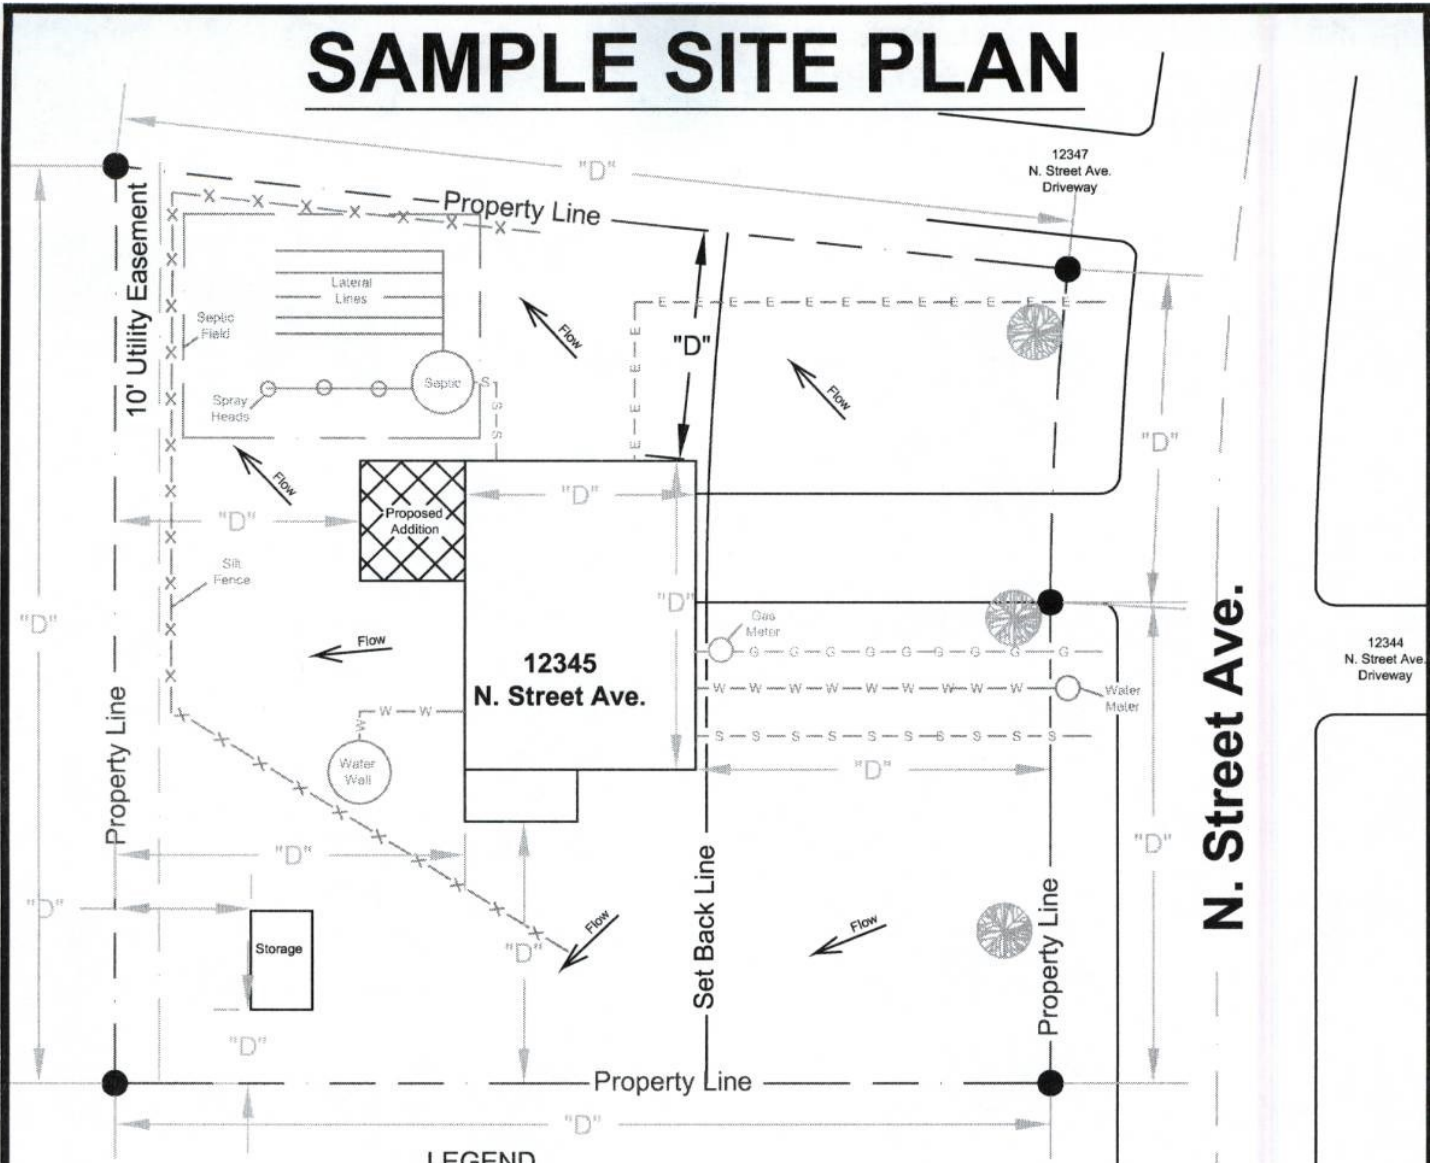 SAMPLE SITE PLAN
12347
N. Street Ave.
Driveway
"D"
Property Line
10' Utility Easement
Lateral
Lines
Septic
Field
Septic
Spray
Heads
S
S
S
E E E E E E E E E E E E
E
E
E
E
"D"
Flow
Flow
Flow
"D"
"D"
"D"
Proposed
Addition
Silt
Fence
"D"
"D"
Gas
Meter
G G G G G G G G G
Flow
12345
N. Street Ave.
W W W W W W W W W
Water
Meter
12344
N. Street Ave.
Driveway
W W
W
S S S S S S S S S S
Water
Wall
"D"
Property Line
"D"
"D"
"D"
Storage
"D"
"D"
Flow
Flow
Set Back Line
Property Line
N. Street Ave.
X X X X X X X
X X X X X X X X X X X
X X X X X X X X X X
Property Line
"D"
LEGEND